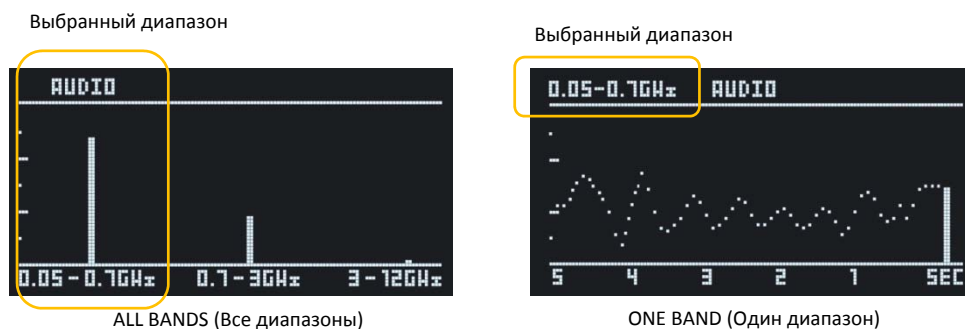 Выбранный диапазон
AUDIO
0.05-0.7GHz 0.7-3GHz 3-12GHz
ALL BANDS (Все диапазоны)
Выбранный диапазон
0.05-0.7GHz AUDIO
5 4 3 2 1 SEC
ONE BAND (Один диапазон)